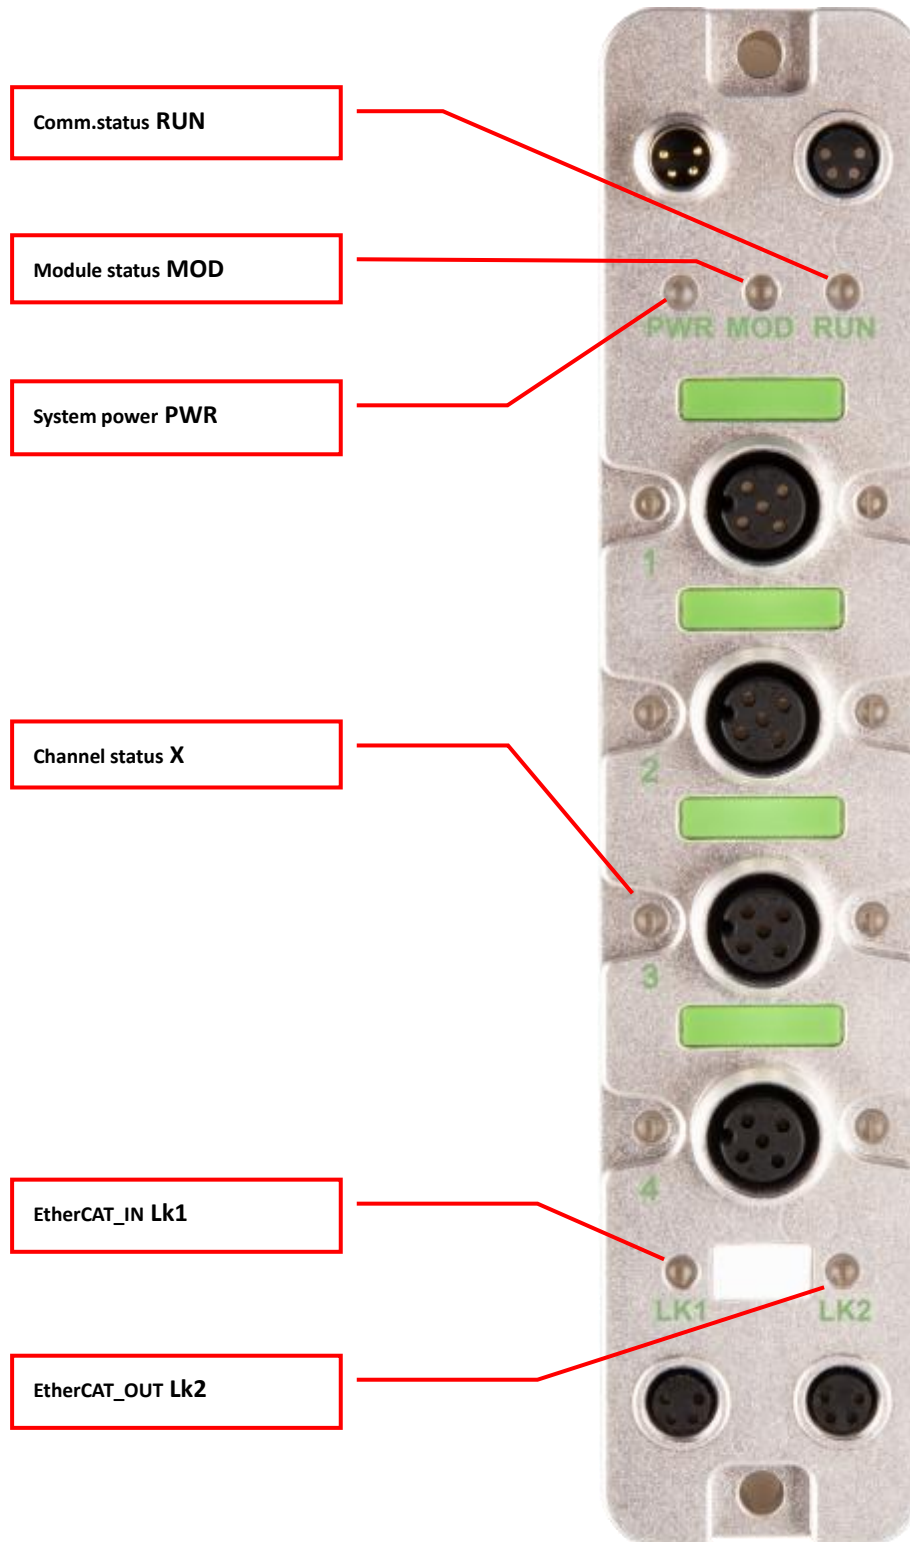 Comm.status RUN
Module status MOD
PWR MOD RUN
System power PWR
1
2
Channel status X
3
4
EtherCAT_IN Lk1
LK1 LK2
EtherCAT_OUT Lk2